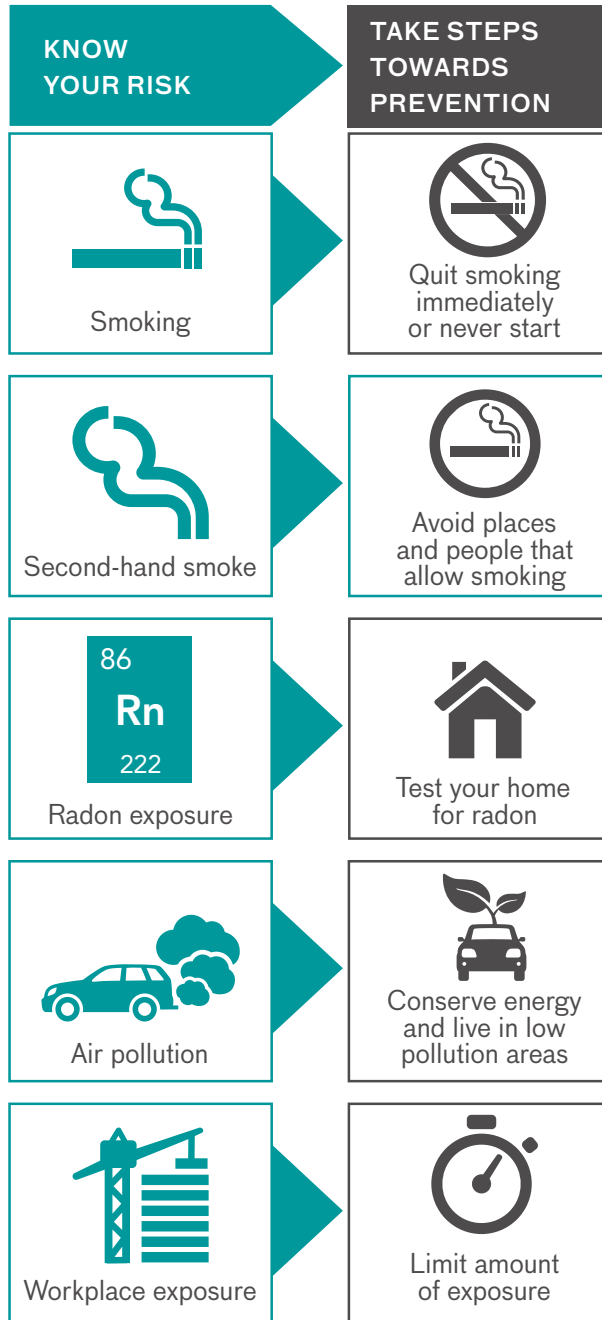 KNOW
YOUR RISK
TAKE STEPS
TOWARDS
PREVENTION
Smoking
Quit smoking
immediately
or never start
Second-hand smoke
Avoid places
and people that
allow smoking
86
Rn
222
Radon exposure
Test your home
for radon
Air pollution
Conserve energy
and live in low
pollution areas
Workplace exposure
Limit amount
of exposure